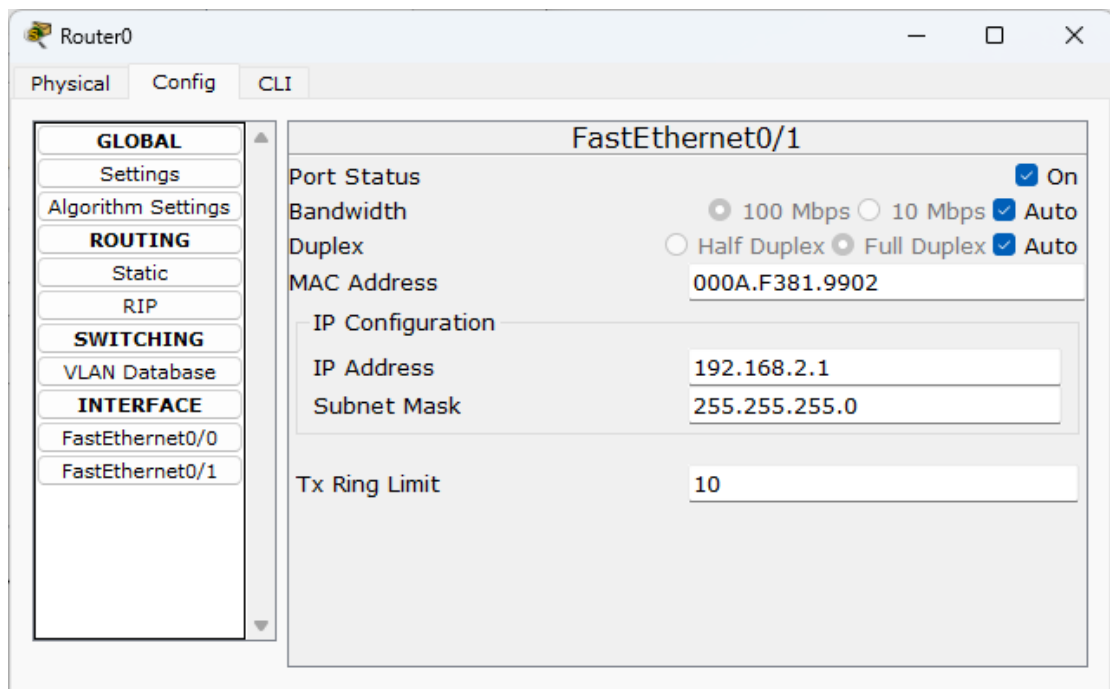 Router0
Physical Config CLI
GLOBAL
Settings
Algorithm Settings
ROUTING
Static
RIP
SWITCHING
VLAN Database
INTERFACE
FastEthernet0/0
FastEthernet0/1
FastEthernet0/1
Port Status On
Bandwidth 100 Mbps 10 Mbps Auto
Duplex Half Duplex Full Duplex Auto
MAC Address 000A.F381.9902
IP Configuration
IP Address 192.168.2.1
Subnet Mask 255.255.255.0
Tx Ring Limit 10